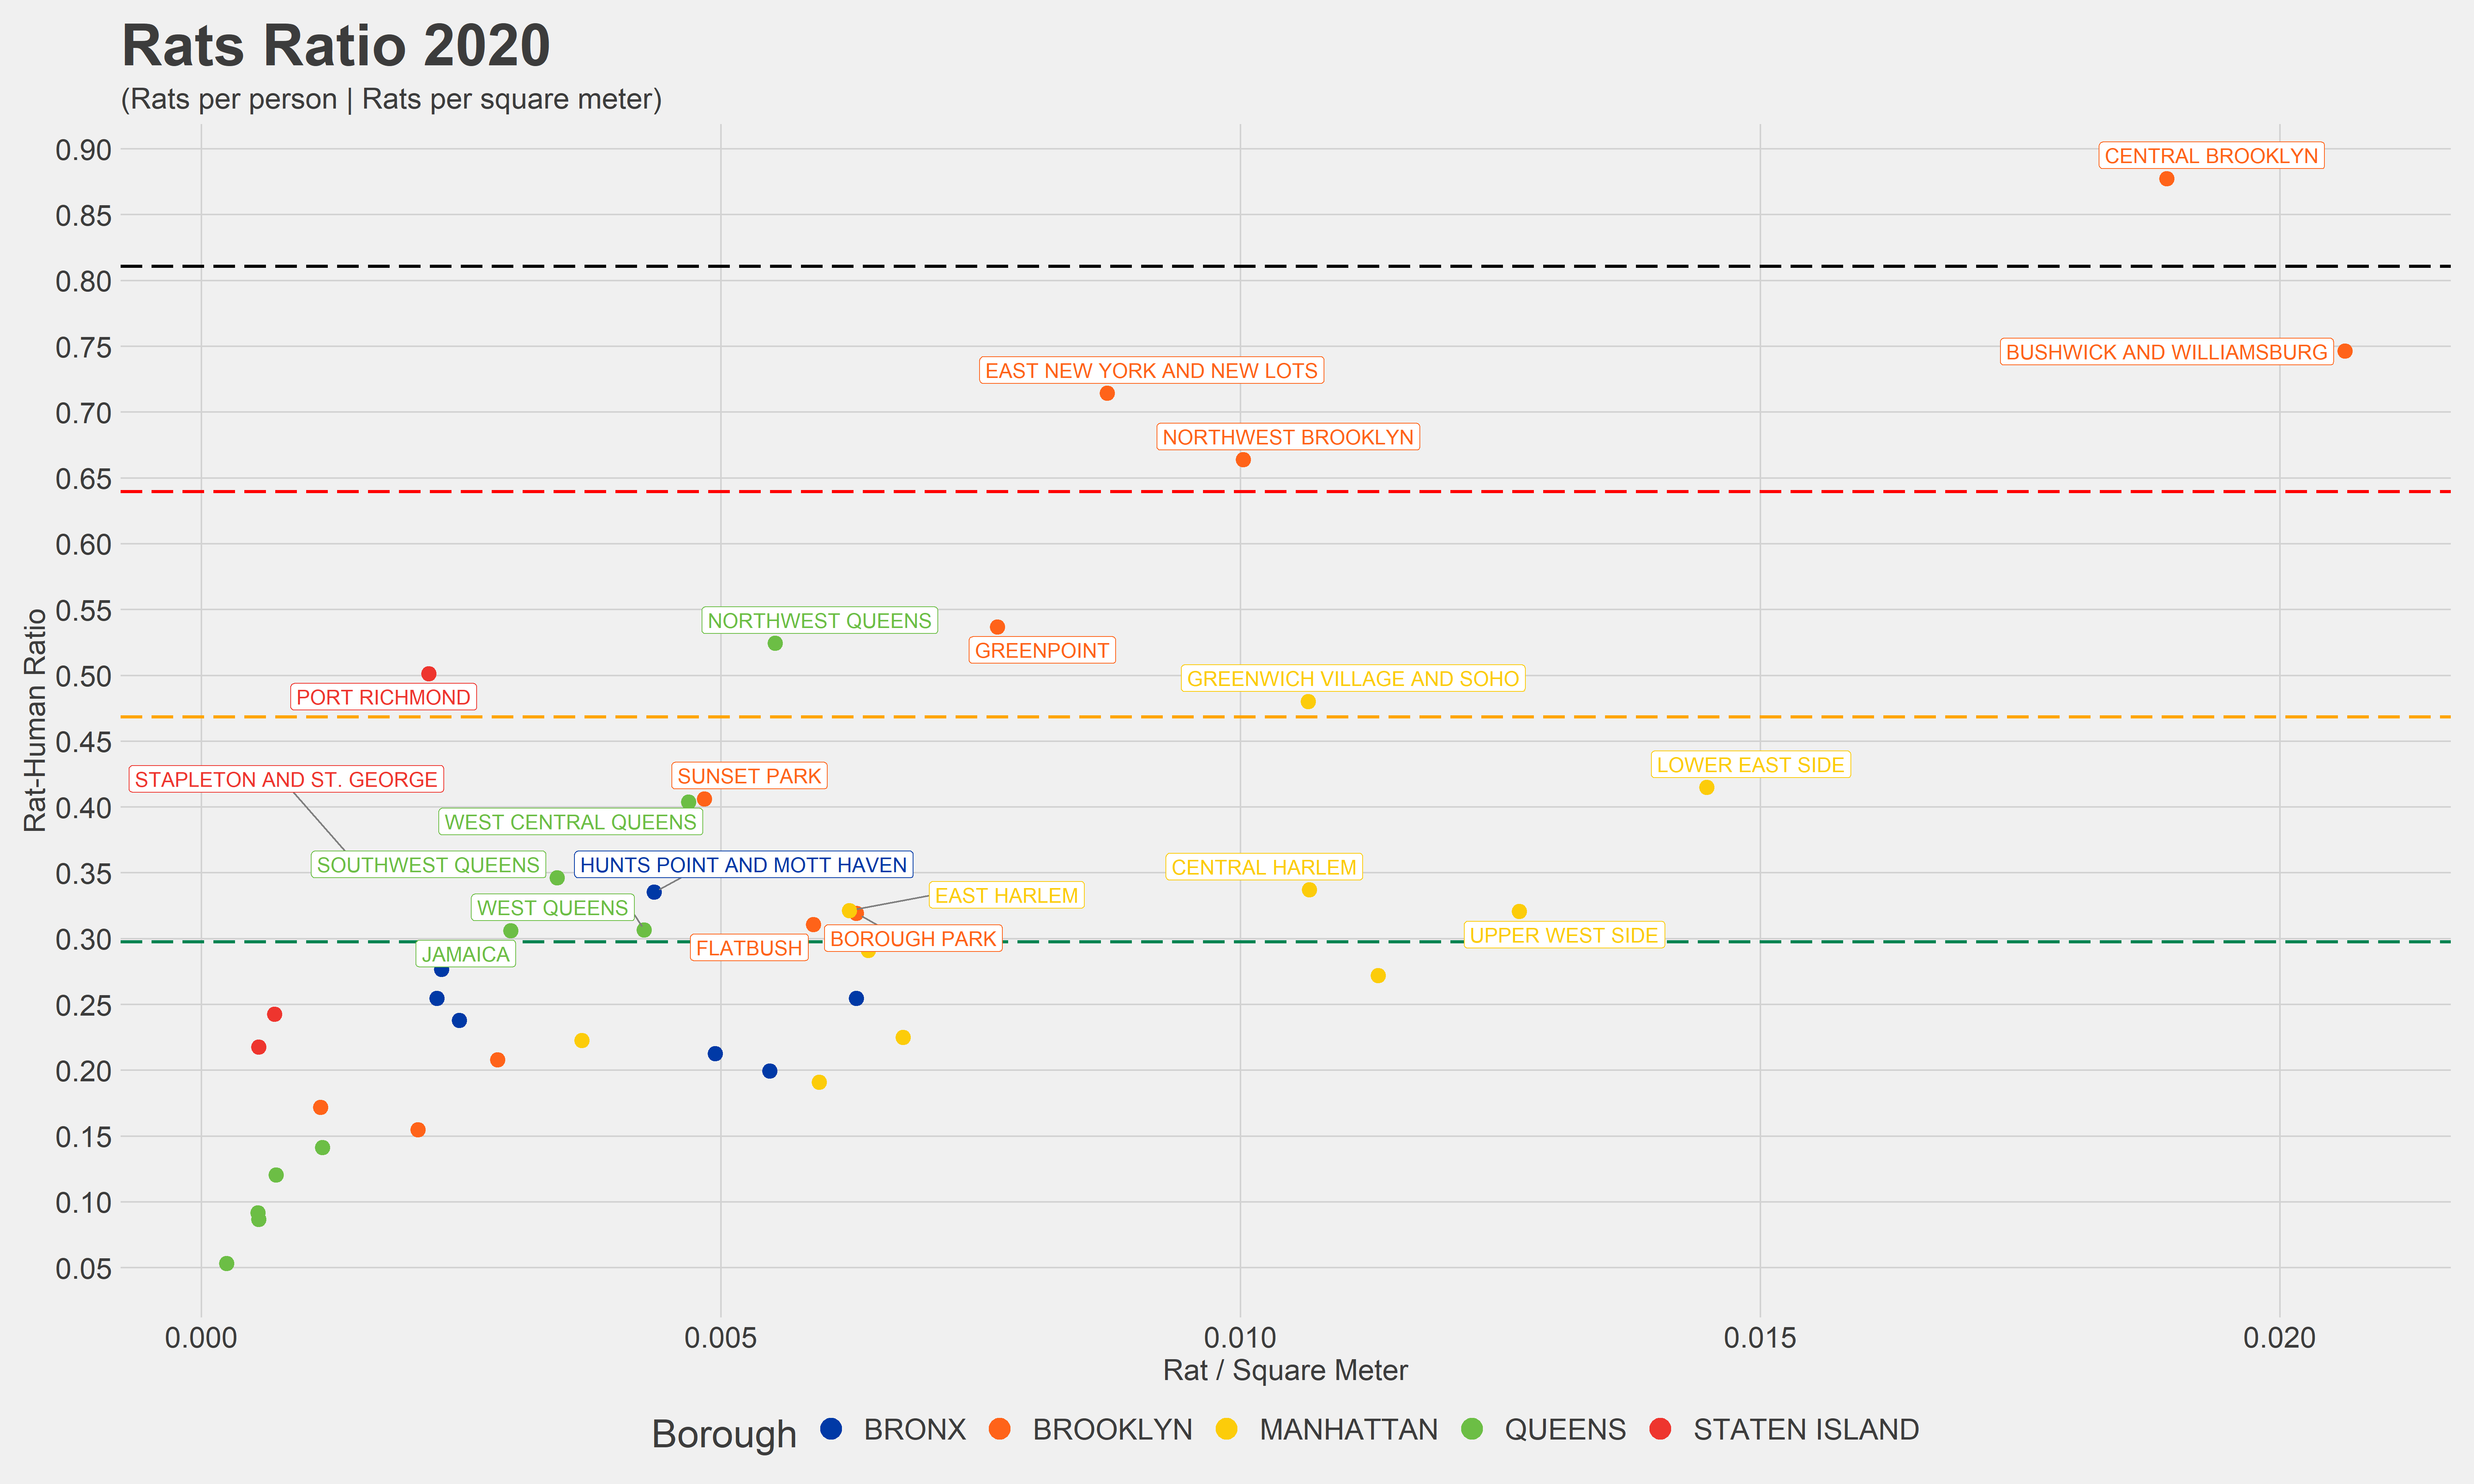 Rats Ratio 2020
(Rats per person | Rats per square meter)
Rat-Human Ratio
0.90
0.85
0.80
0.75
0.70
0.65
0.60
0.55
0.50
0.45
0.40
0.35
0.30
0.25
0.20
0.15
0.10
0.05
CENTRAL BROOKLYN
BUSHWICK AND WILLIAMSBURG
EAST NEW YORK AND NEW LOTS
NORTHWEST BROOKLYN
NORTHWEST QUEENS
GREENPOINT
GREENWICH VILLAGE AND SOHO
PORT RICHMOND
LOWER EAST SIDE
SUNSET PARK
STAPLETON AND ST. GEORGE
WEST CENTRAL QUEENS
SOUTHWEST QUEENS
HUNTS POINT AND MOTT HAVEN
CENTRAL HARLEM
EAST HARLEM
WEST QUEENS
UPPER WEST SIDE
BOROUGH PARK
FLATBUSH
JAMAICA
0.000
0.005
0.010
0.015
0.020
Rat / Square Meter
Borough
BRONX
BROOKLYN
MANHATTAN
QUEENS
STATEN ISLAND